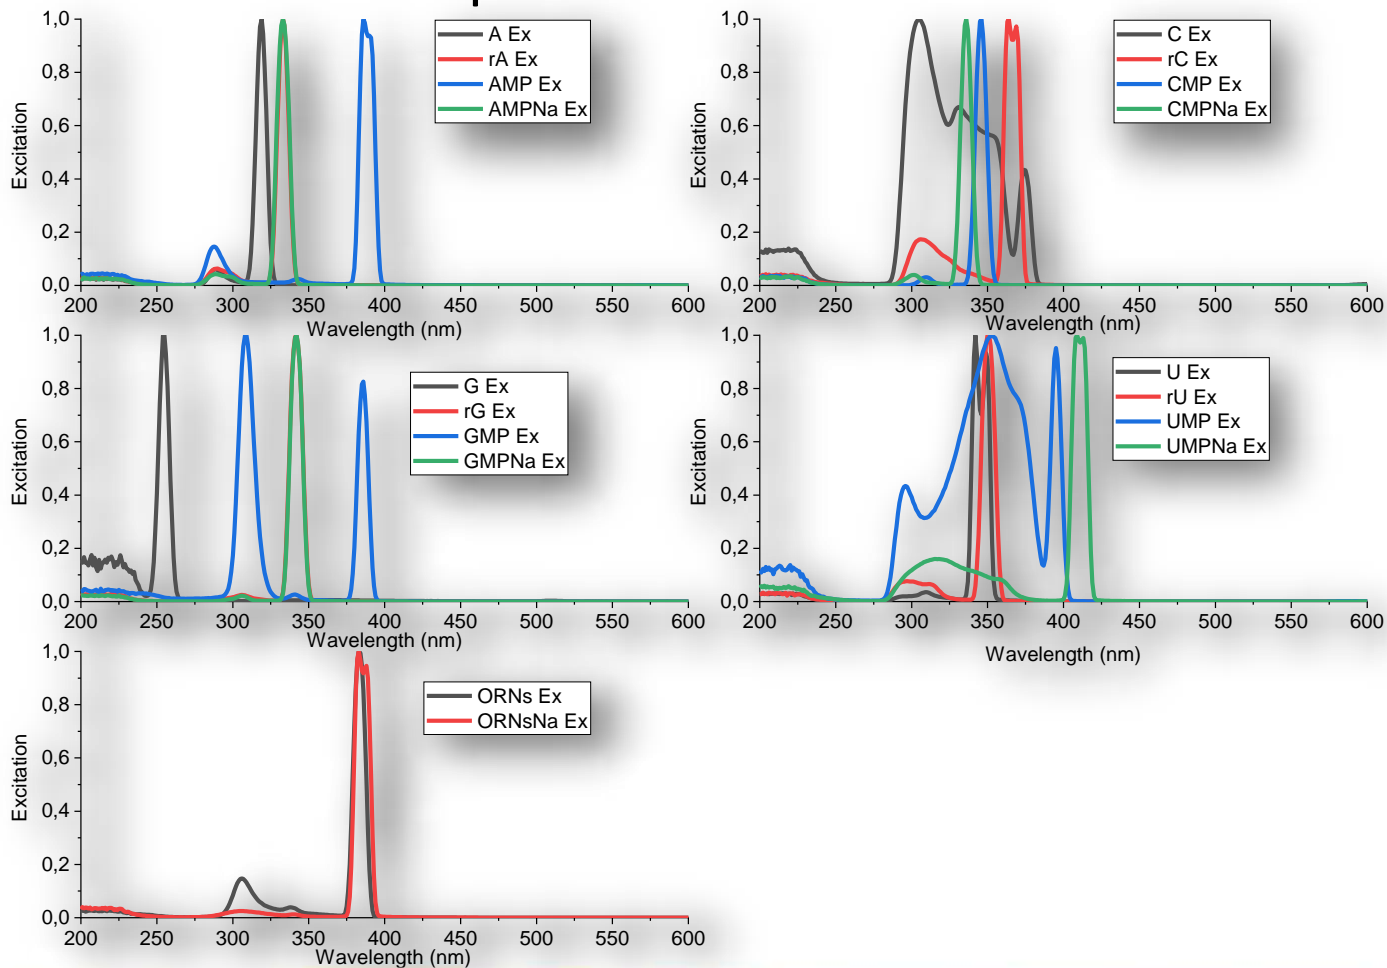 1,0
0,8
0,6
0,4
0,2
0,0
Excitation
A Ex
rA Ex
AMP Ex
AMPNa Ex
200 250 300 350 400 450 500 550 600
Wavelength (nm)
1,0
0,8
0,6
0,4
0,2
0,0
Excitation
C Ex
rC Ex
CMP Ex
CMPNa Ex
200 250 300 350 400 450 500 550 600
Wavelength (nm)
1,0
0,8
0,6
0,4
0,2
0,0
Excitation
G Ex
rG Ex
GMP Ex
GMPNa Ex
200 250 300 350 400 450 500 550 600
Wavelength (nm)
1,0
0,8
0,6
0,4
0,2
0,0
Excitation
U Ex
rU Ex
UMP Ex
UMPNa Ex
200 250 300 350 400 450 500 550 600
Wavelength (nm)
1,0
0,8
0,6
0,4
0,2
0,0
Excitation
ORNs Ex
ORNsNa Ex
200 250 300 350 400 450 500 550 600
Wavelength (nm)